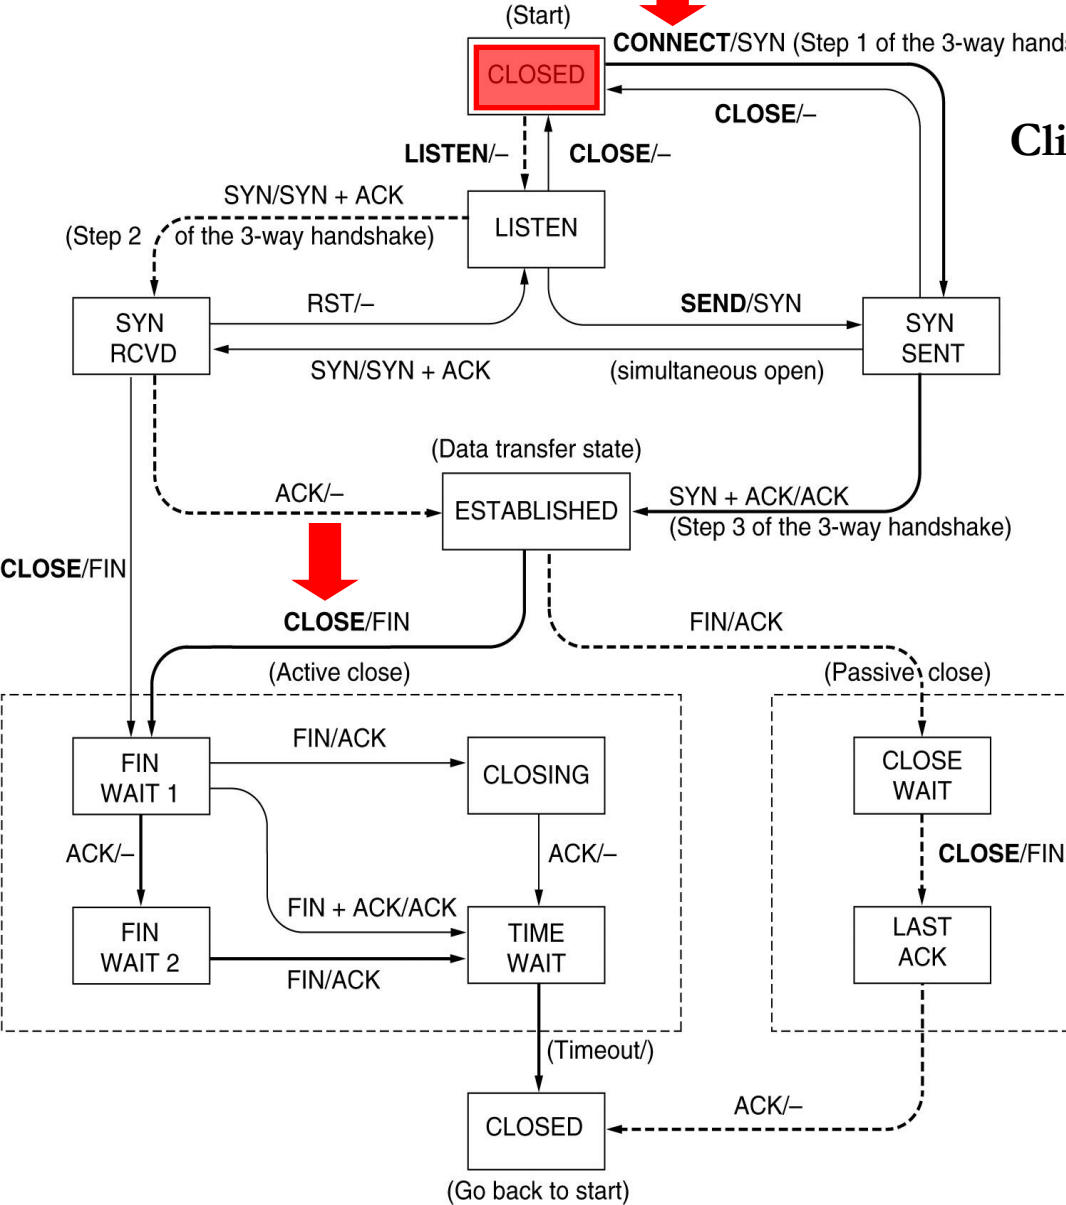 (Start)
CONNECT/SYN (Step 1 of the 3-way
CLOSED
CLOSE/–
LISTEN/–
CLOSE/–
SYN/SYN + ACK
LISTEN
(Step 2 of the 3-way handshake)
RST/–
SEND/SYN
SYN
RCVD
SYN
SENT
SYN/SYN + ACK
(simultaneous open)
(Data transfer state)
ACK/–
ESTABLISHED
SYN + ACK/ACK
(Step 3 of the 3-way handshake)
CLOSE/FIN
CLOSE/FIN
FIN/ACK
(Active close)
(Passive close)
FIN/ACK
FIN
WAIT 1
CLOSING
CLOSE
WAIT
ACK/–
ACK/–
CLOSE/FIN
FIN + ACK/ACK
FIN
WAIT 2
TIME
WAIT
LAST
ACK
FIN/ACK
(Timeout/)
CLOSED
ACK/–
(Go back to start)